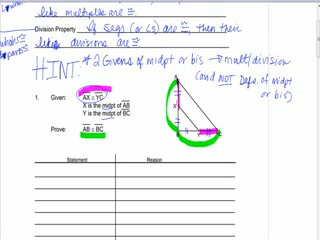 like multiples are ≅.
Division Property If segs (or ∠s) are ≅, then their
like divisions are ≅.
HINT: * 2 Givens of midpt or bis → mult/division
(and NOT Defs. of midpt
or bis)
1. Given: AX ≅ YC
X is the midpt of AB
Y is the midpt of BC
Prove: AB ≅ BC
A
X
B Y C
Statement Reason